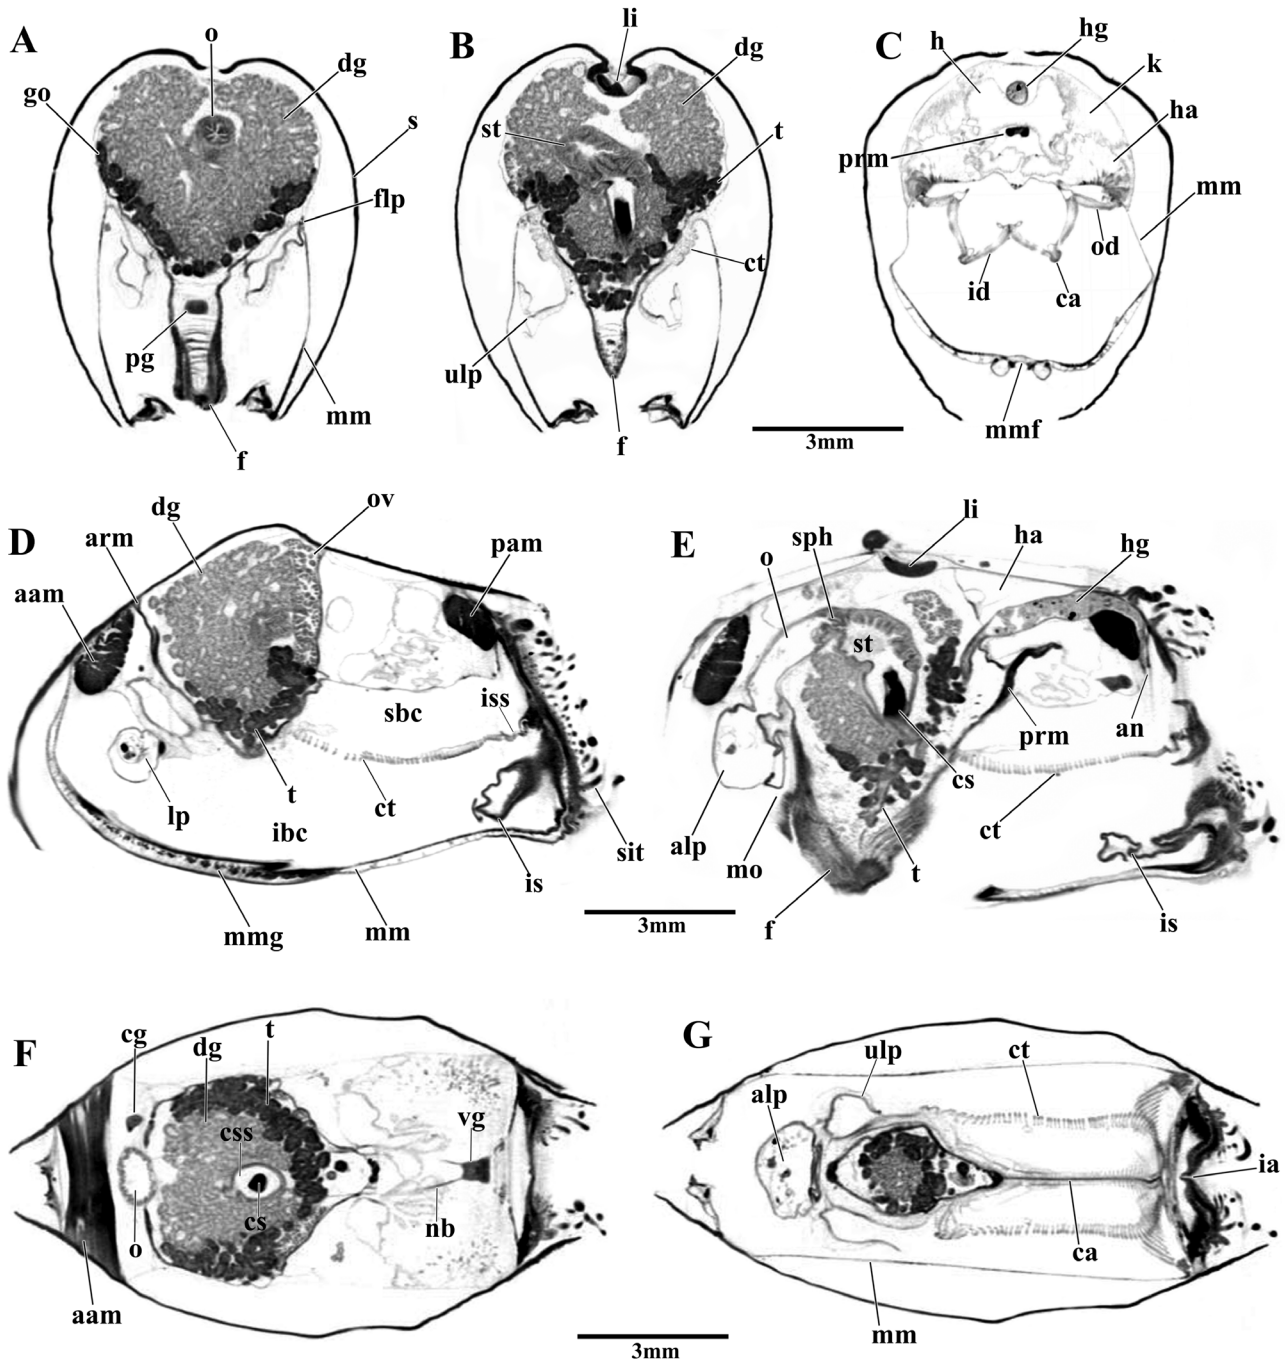 A
o
dg
go
s
flp
pg
mm
f
B
li
dg
st
t
ct
ulp
f
3mm
C
h
hg
k
ha
prm
mm
od
id
ca
mmf
D
dg
ov
arm
pam
aam
sbc
iss
lp
t
ibc
ct
sit
is
mmg
mm
3mm
E
li
sph
ha
o
hg
st
prm
an
cs
ct
alp
mo
t
f
is
F
cg
dg
t
css
vg
cs
nb
o
aam
3mm
G
ulp
ct
alp
ia
ca
mm